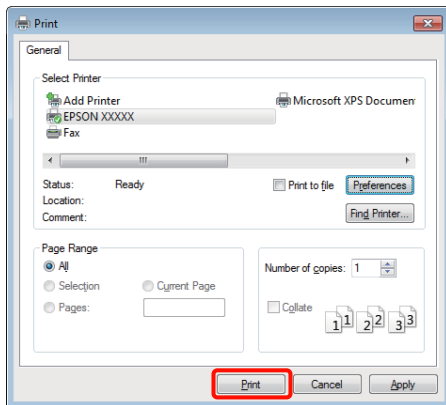 Print
General
Select Printer
Add Printer
Microsoft XPS Documen
EPSON XXXXX
Fax
Status: Ready
Print to file
Preferences
Location:
Comment:
Find Printer...
Page Range
All
Selection
Current Page
Pages:
Number of copies: 1
Collate
1 1 2 2 3 3
Print
Cancel
Apply